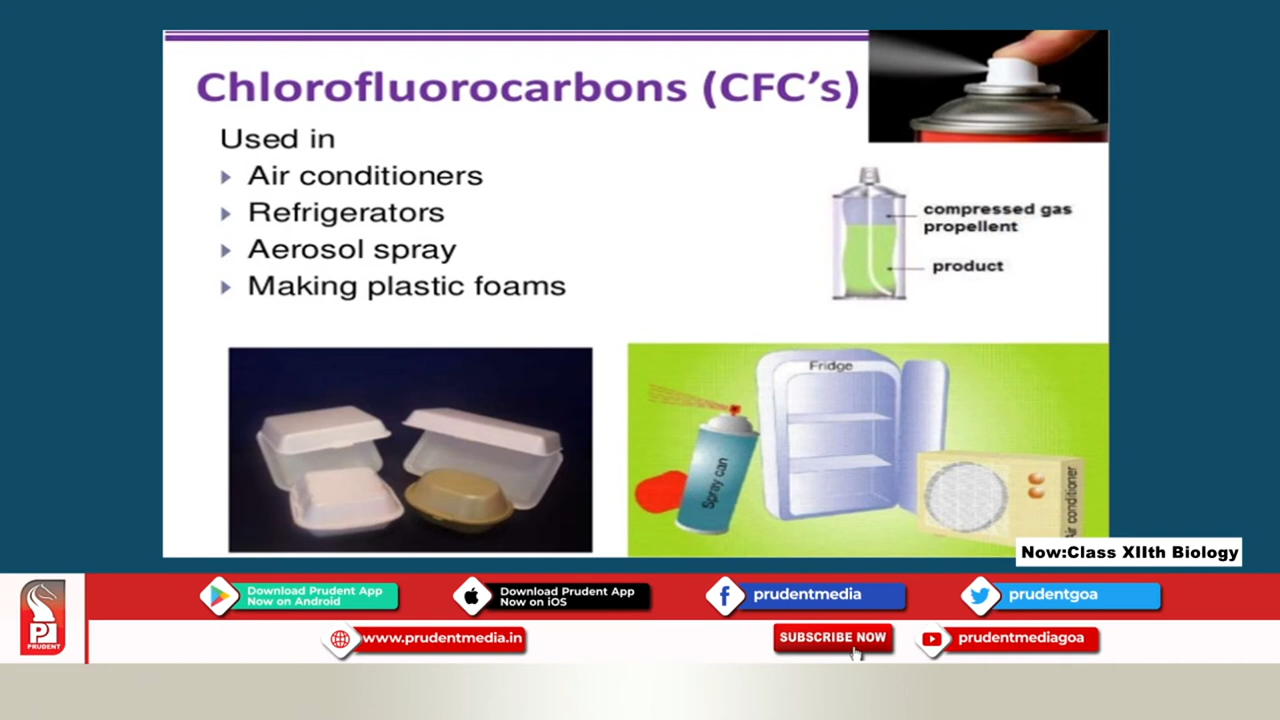 Chlorofluorocarbons (CFC's)
Used in
Air conditioners
Refrigerators
Aerosol spray
Making plastic foams
compressed gas
propellent
product
Fridge
Spray can
Air conditioner
Now:Class XIIth Biology
PRUDENT
Download Prudent App
Now on Android
Download Prudent App
Now on iOS
prudentmedia
prudentgoa
www.prudentmedia.in
SUBSCRIBE NOW
prudentmediagoa